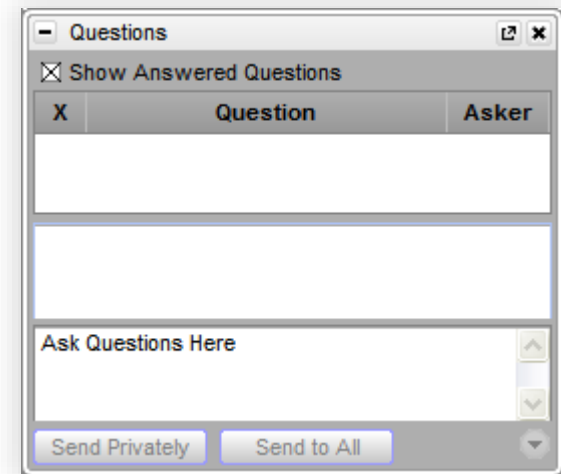 Questions
Show Answered Questions
X Question Asker
Ask Questions Here
Send Privately Send to All